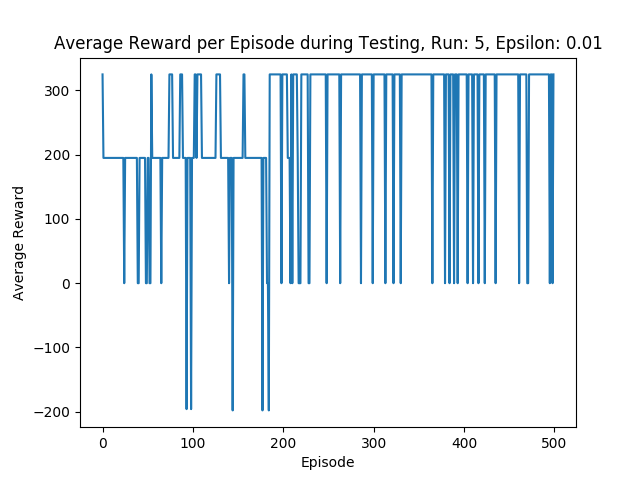 Average Reward per Episode during Testing, Run: 5, Epsilon: 0.01
300
200
100
0
−100
−200
Average Reward
0 100 200 300 400 500
Episode